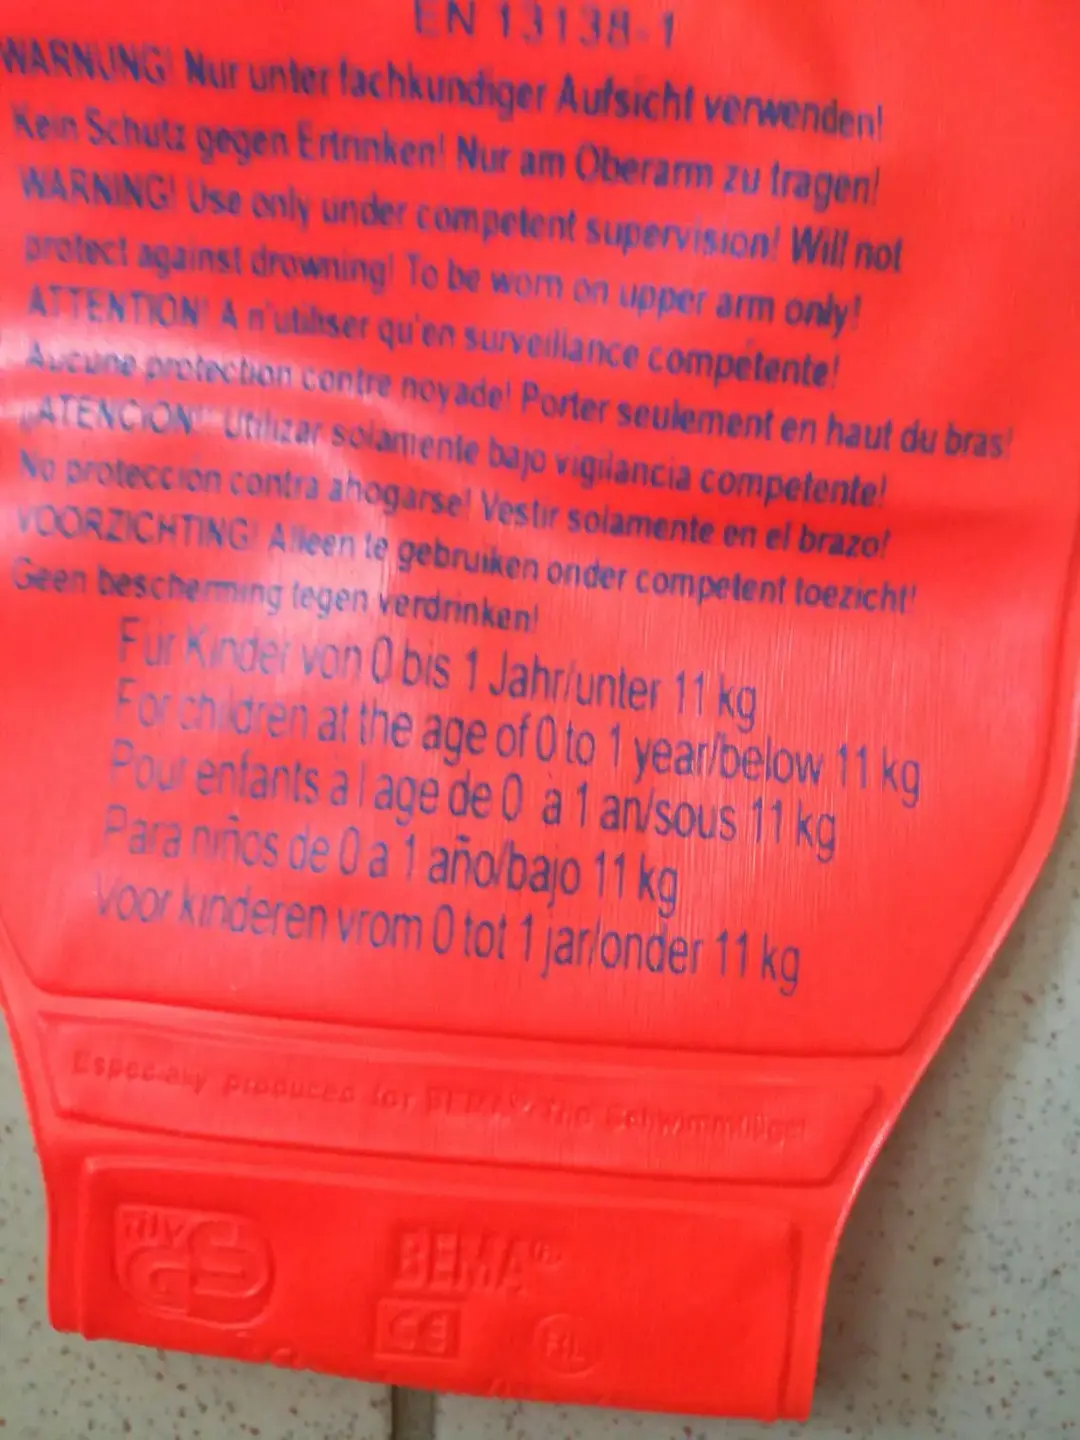 EN 13138-1
WARNUNG! Nur unter fachkundiger Aufsicht verwenden!
Kein Schutz gegen Ertrinken! Nur am Oberarm zu tragen!
WARNING! Use only under competent supervision! Will not
protect against drowning! To be worn on upper arm only!
ATTENTION! A n'utiliser qu'en surveillance compétente!
Aucune protection contre noyade! Porter seulement en haut du bras!
¡¡ATENCION!! Utilizar solamente bajo vigilancia competente!
No protección contra ahogarse! Vestir solamente en el brazo!
VOORZICHTING! Alleen te gebruiken onder competent toezicht!
Geen bescherming tegen verdrinken!
Für Kinder von 0 bis 1 Jahr/unter 11 kg
For children at the age of 0 to 1 year/below 11 kg
Pour enfants à l age de 0 à 1 an/sous 11 kg
Para niños de 0 a 1 año/bajo 11 kg
Voor kinderen vrom 0 tot 1 jar/onder 11 kg
Especially produced for BEMA® The Schwimmflügel
TÜV GS
BEMA®
CE